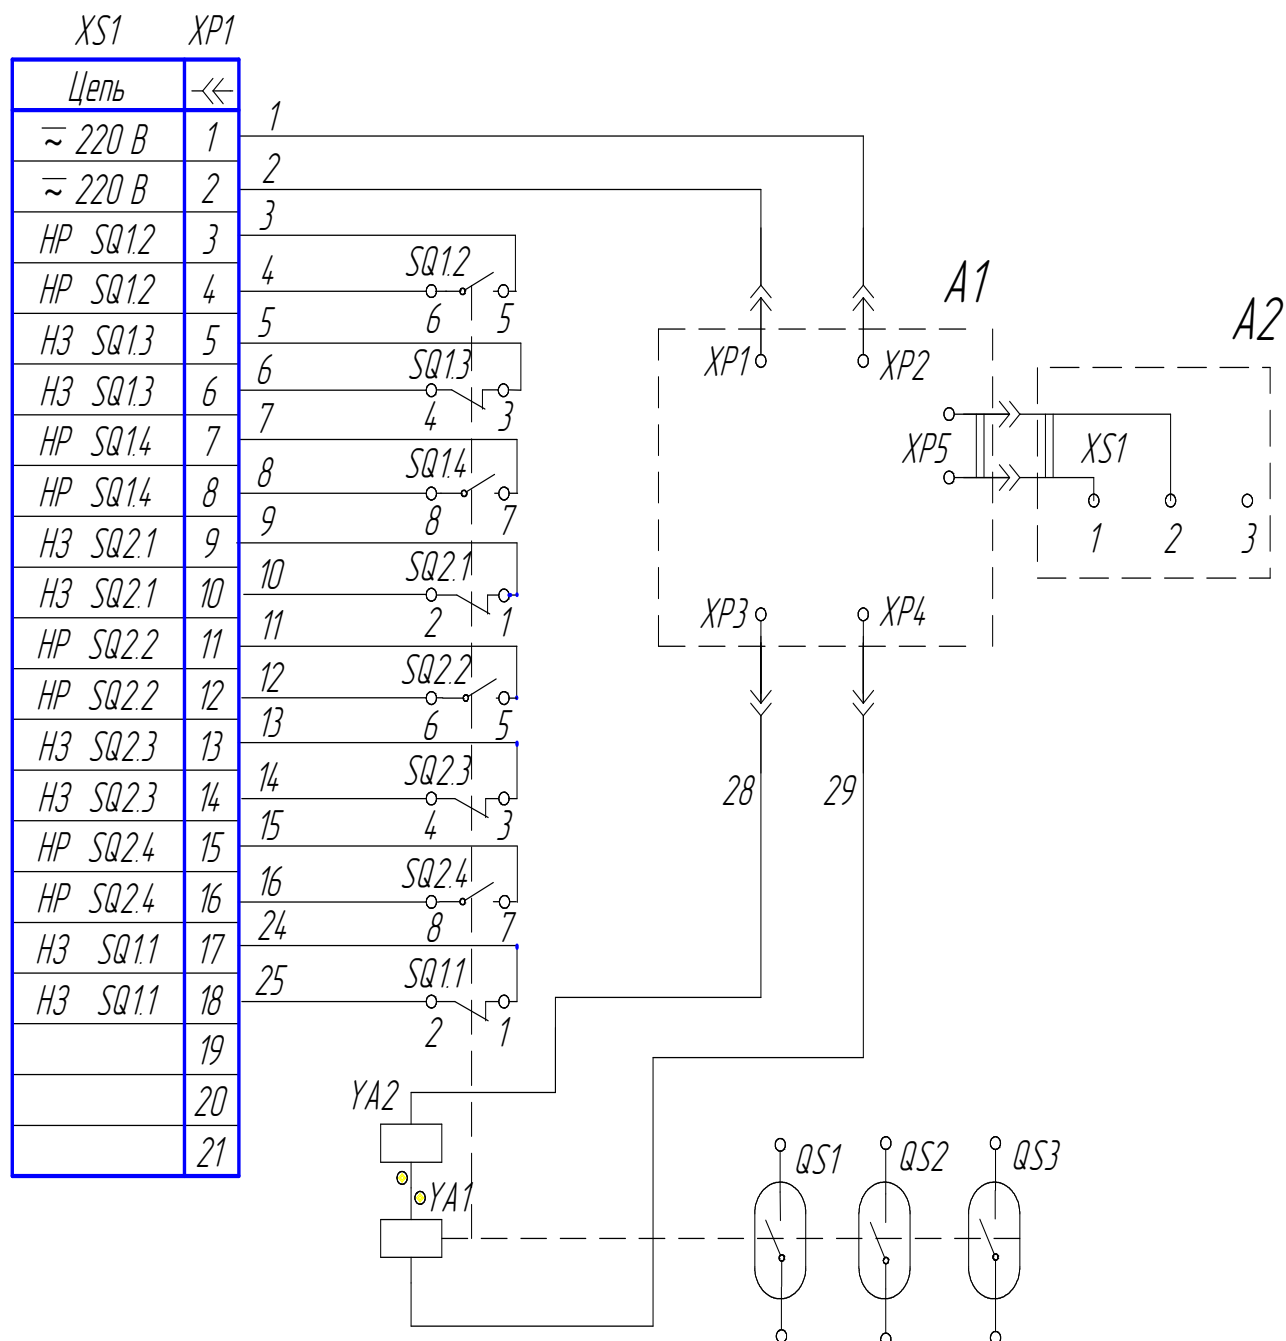 XS1 XP1
Цепь
≂ 220 В 1 1
≂ 220 В 2 2
НР SQ1.2 3 3
НР SQ1.2 4 4 SQ1.2 6 5
НЗ SQ1.3 5 5
НЗ SQ1.3 6 6 SQ1.3 4 3
НР SQ1.4 7 7
НР SQ1.4 8 8 SQ1.4 8 7
НЗ SQ2.1 9 9
НЗ SQ2.1 10 10 SQ2.1 2 1
НР SQ2.2 11 11
НР SQ2.2 12 12 SQ2.2 6 5
НЗ SQ2.3 13 13
НЗ SQ2.3 14 14 SQ2.3 4 3
НР SQ2.4 15 15
НР SQ2.4 16 16 SQ2.4 8 7
НЗ SQ1.1 17 24
НЗ SQ1.1 18 25 SQ1.1 2 1
19
20
21
A1
XP1 XP2
XP5
XP3 XP4
A2
XS1
1 2 3
28 29
YA2
YA1
QS1 QS2 QS3